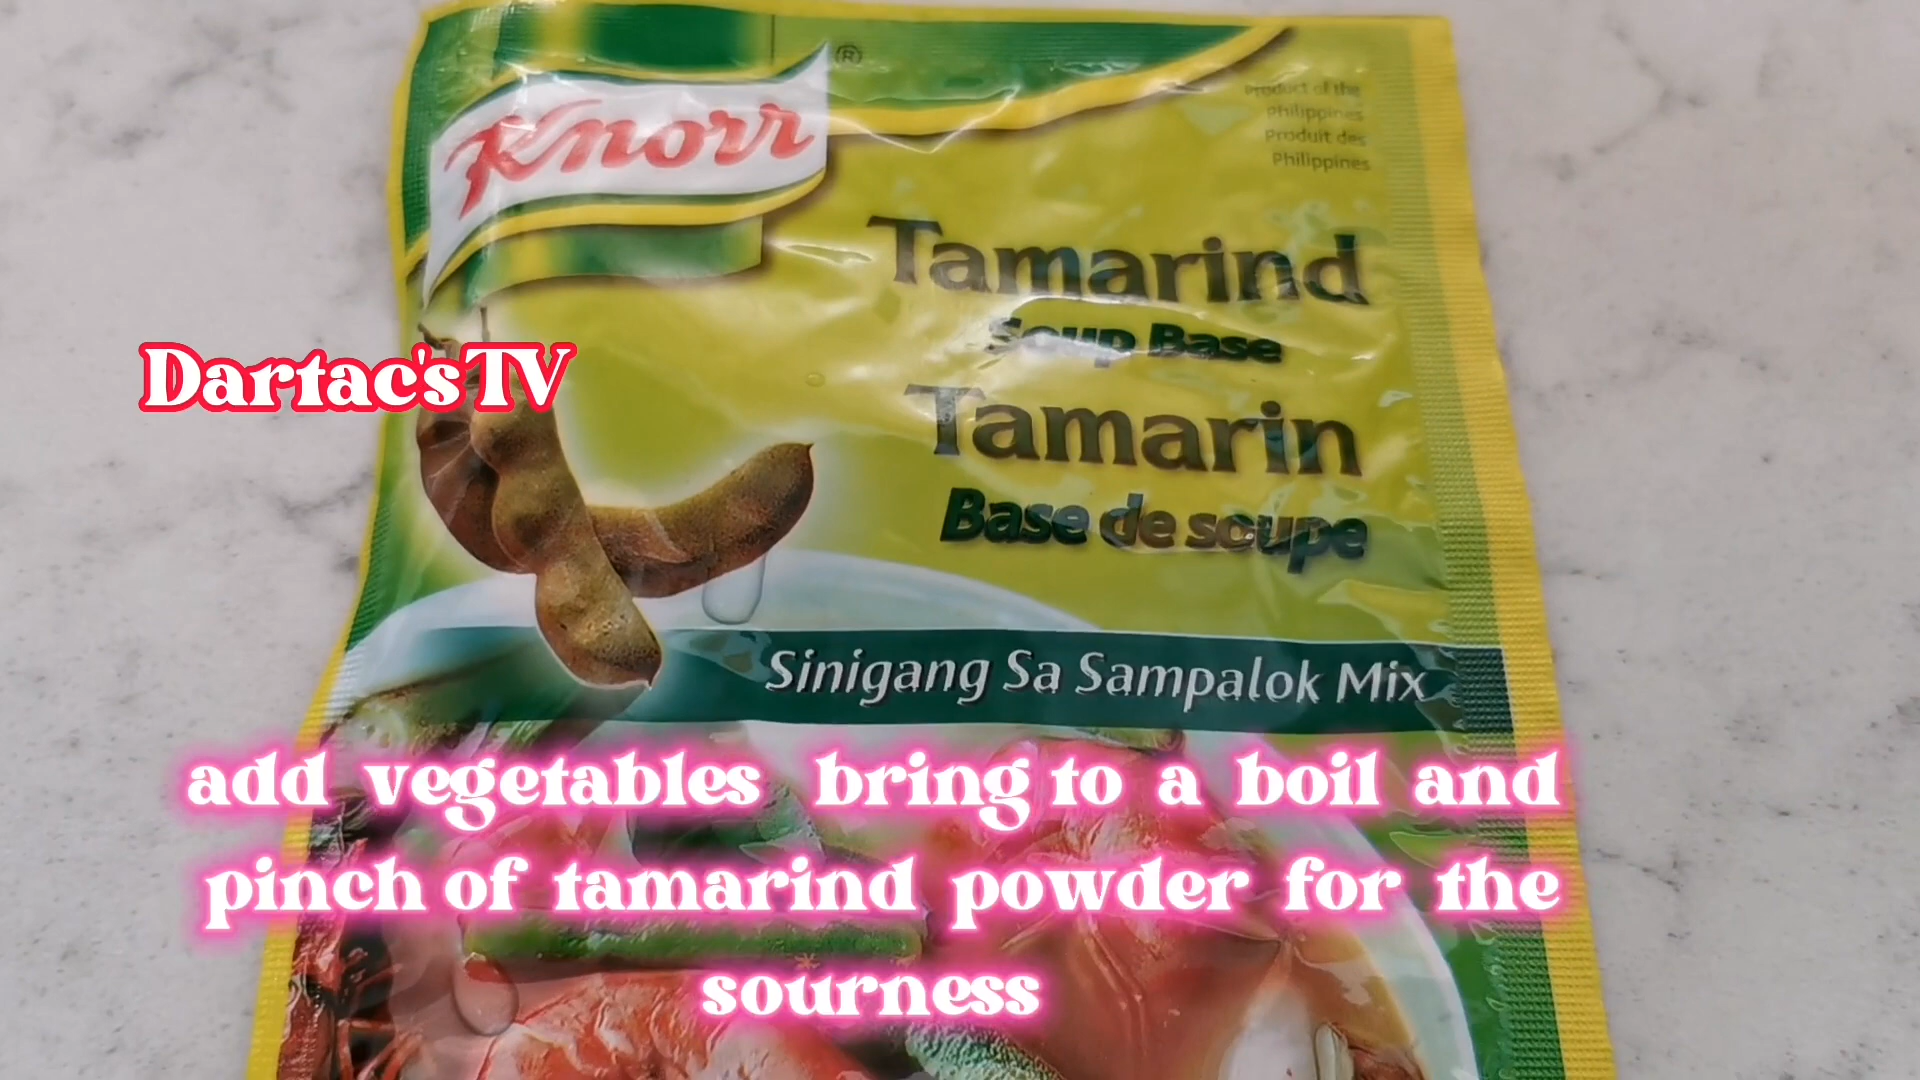 Knorr
®
Product of the
Philippines
Produit des
Philippines
Tamarind
Soup Base
Tamarin
Base de soupe
Dartac's TV
Sinigang Sa Sampalok Mix
add vegetables bring to a boil and
pinch of tamarind powder for the
sourness